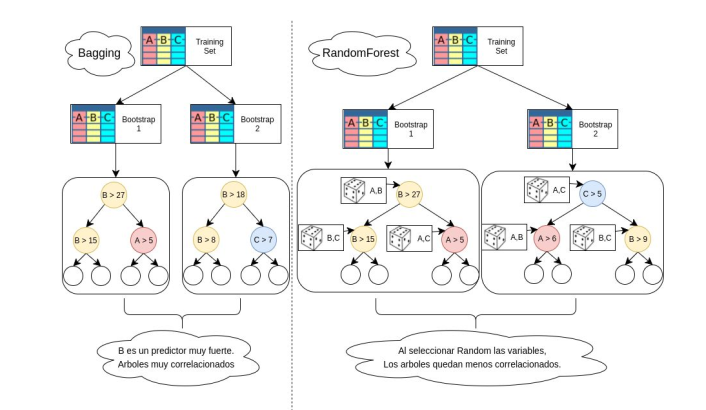 Bagging
A B C
Training
Set
A B C
Bootstrap
1
A B C
Bootstrap
2
B > 27
B > 15
A > 5
B > 18
B > 8
C > 7
B es un predictor muy fuerte.
Arboles muy correlacionados
RandomForest
A B C
Training
Set
A B C
Bootstrap
1
A B C
Bootstrap
2
A,B
B > 27
B,C
B > 15
A,C
A > 5
A,C
C > 5
A,B
A > 6
B,C
B > 9
Al seleccionar Random las variables,
Los arboles quedan menos correlacionados.